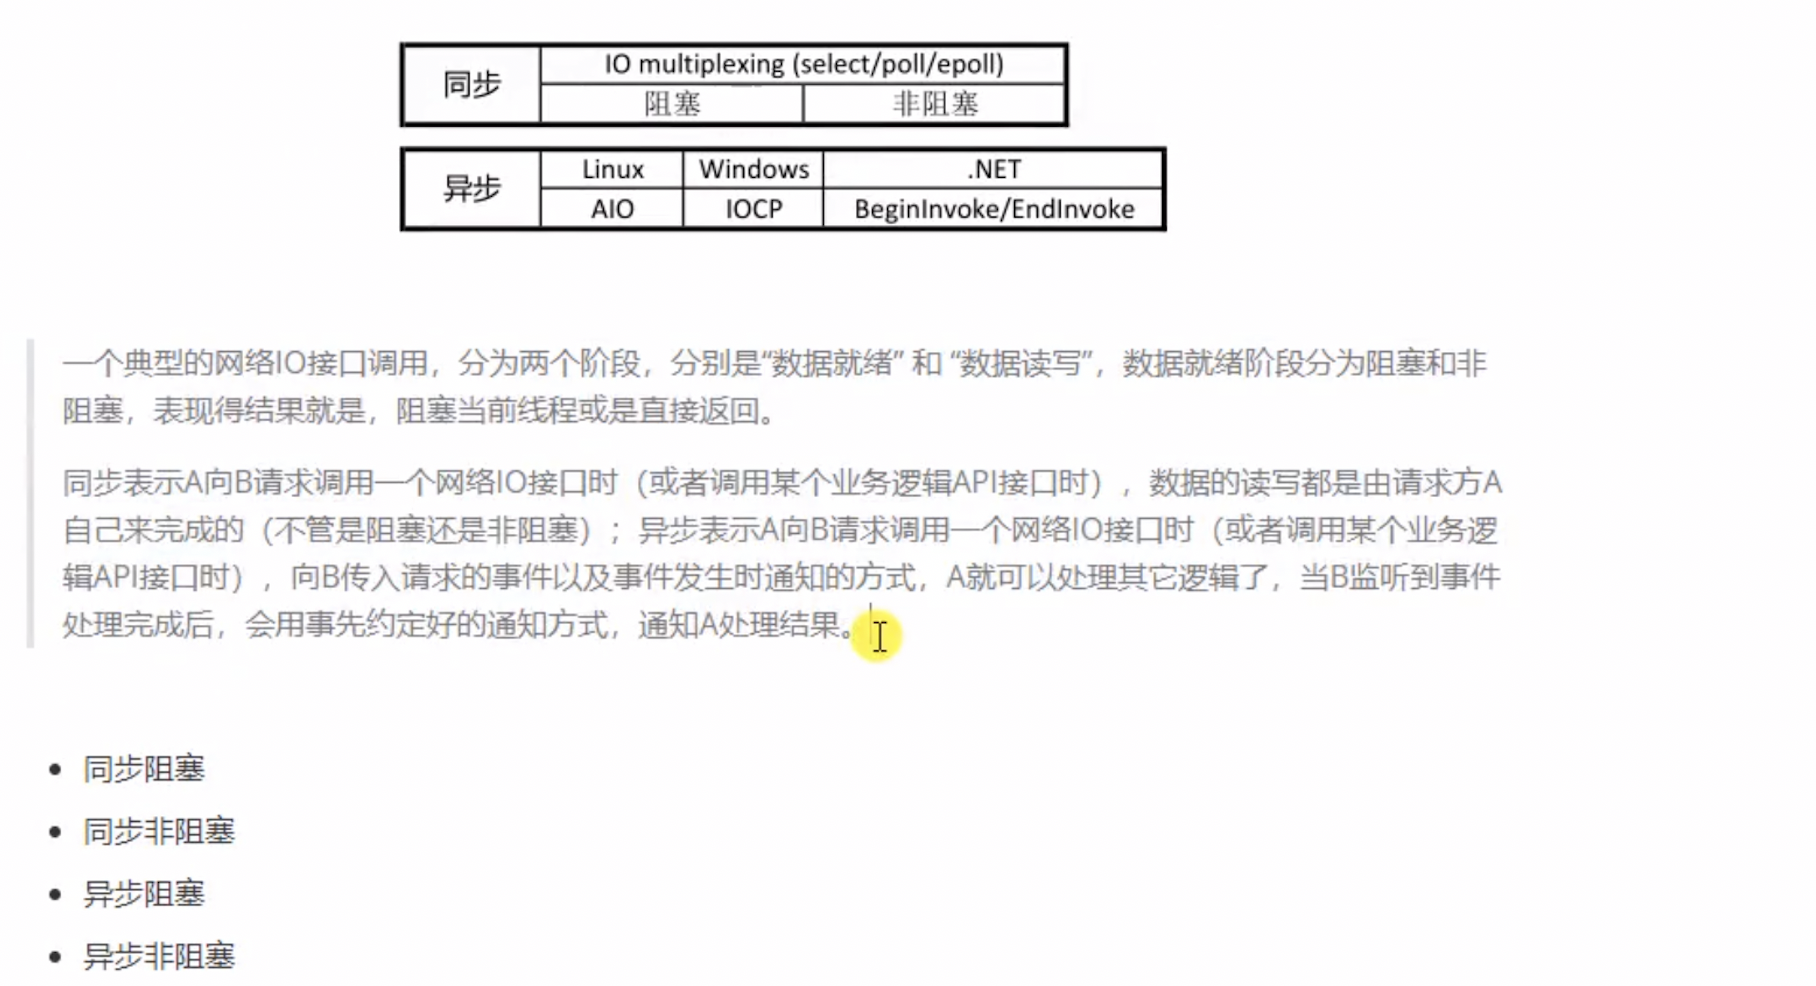 同步
IO multiplexing (select/poll/epoll)
阻塞 非阻塞
异步
Linux Windows .NET
AIO IOCP BeginInvoke/EndInvoke
一个典型的网络IO接口调用，分为两个阶段，分别是“数据就绪” 和 “数据读写”，数据就绪阶段分为阻塞和非
阻塞，表现得结果就是，阻塞当前线程或是直接返回。
同步表示A向B请求调用一个网络IO接口时（或者调用某个业务逻辑API接口时），数据的读写都是由请求方A
自己来完成的（不管是阻塞还是非阻塞）；异步表示A向B请求调用一个网络IO接口时（或者调用某个业务逻
辑API接口时），向B传入请求的事件以及事件发生时通知的方式，A就可以处理其它逻辑了，当B监听到事件
处理完成后，会用事先约定好的通知方式，通知A处理结果。
• 同步阻塞
• 同步非阻塞
• 异步阻塞
• 异步非阻塞